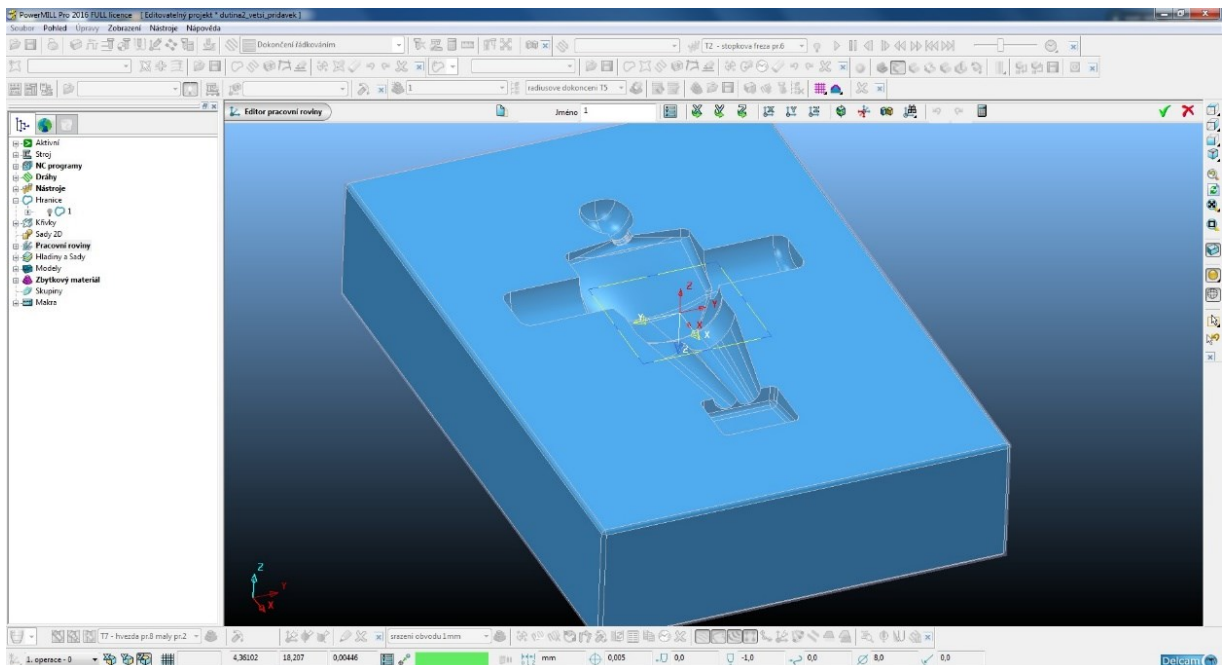 PowerMILL Pro 2016 FULL licence [ Editovatelný projekt * dutina2_vetsi_pridavek ]
Soubor Pohled Úpravy Zobrazení Nástroje Nápověda
Dokončení řádkováním
T2 - stopkova freze pr.6
1
radiusove dokonceni T5
Editor pracovní roviny
Jméno 1
Aktivní
Stroj
NC programy
Dráhy
Nástroje
Hranice
1
Křivky
Sady 2D
Pracovní roviny
Hladiny a Sady
Modely
Zbytkový materiál
Skupiny
Makra
Z
Y
X
Y
X
Z
Z
Y
X
T7 - hvezda pr.8 maly pr.2
srazeni obvodu 1mm
1. operace - 0
4,36102
18,207
0,00446
mm
0,005
0,0
-1,0
0,0
8,0
0,0
Delcam